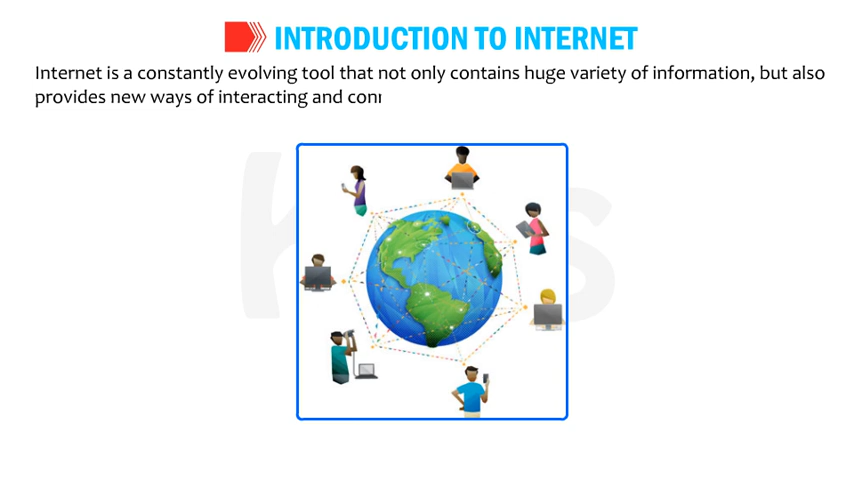 INTRODUCTION TO INTERNET
Internet is a constantly evolving tool that not only contains huge variety of information, but also
provides new ways of interacting and